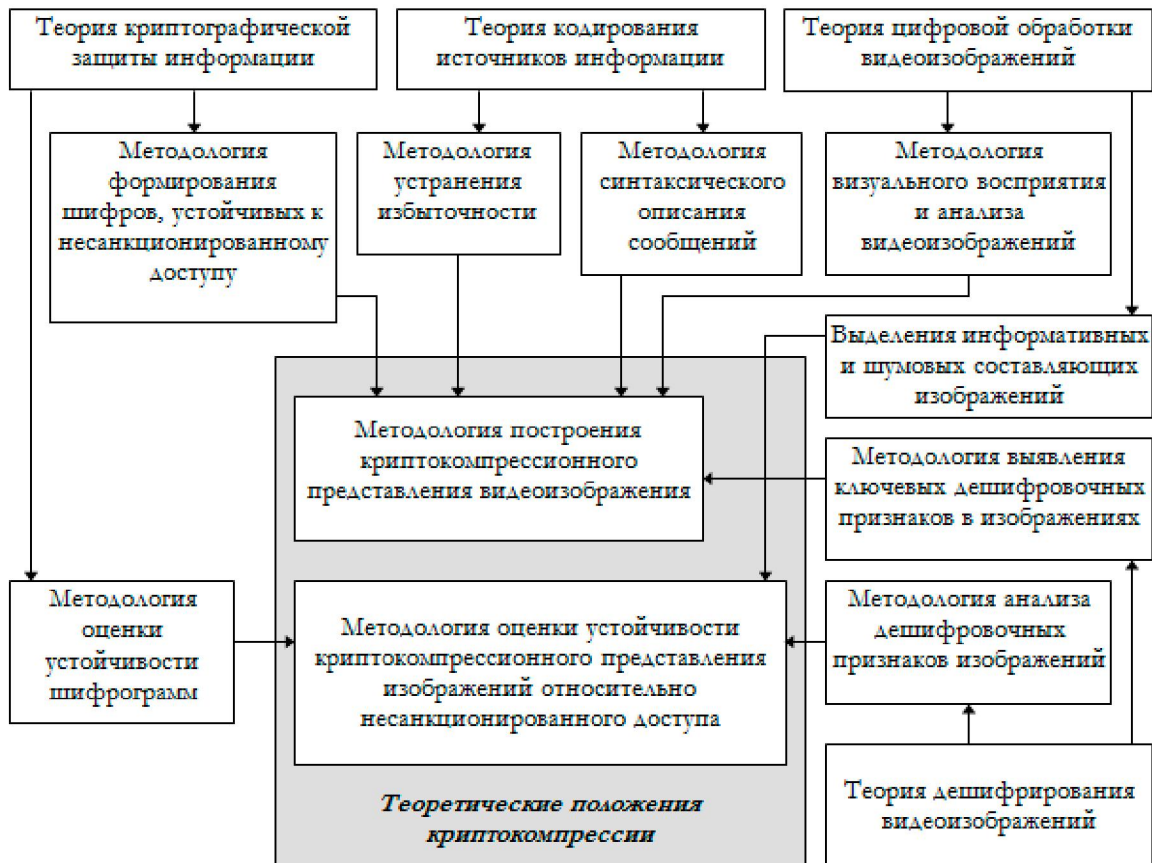 Теория криптографической
защиты информации
Теория кодирования
источников информации
Теория цифровой обработки
видеоизображений
Методология
формирования
шифров, устойчивых к
несанкционированному
доступу
Методология
устранения
избыточности
Методология
синтаксического
описания
сообщений
Методология
визуального восприятия
и анализа
видеоизображений
Выделения информативных
и шумовых составляющих
изображений
Методология построения
криптокомпрессионного
представления видеоизображения
Методология выявления
ключевых дешифровочных
признаков в изображениях
Методология
оценки
устойчивости
шифрограмм
Методология оценки устойчивости
криптокомпрессионного представления
изображений относительно
несанкционированного доступа
Методология анализа
дешифровочных
признаков изображений
Теория дешифрирования
видеоизображений
Теоретические положения
криптокомпрессии